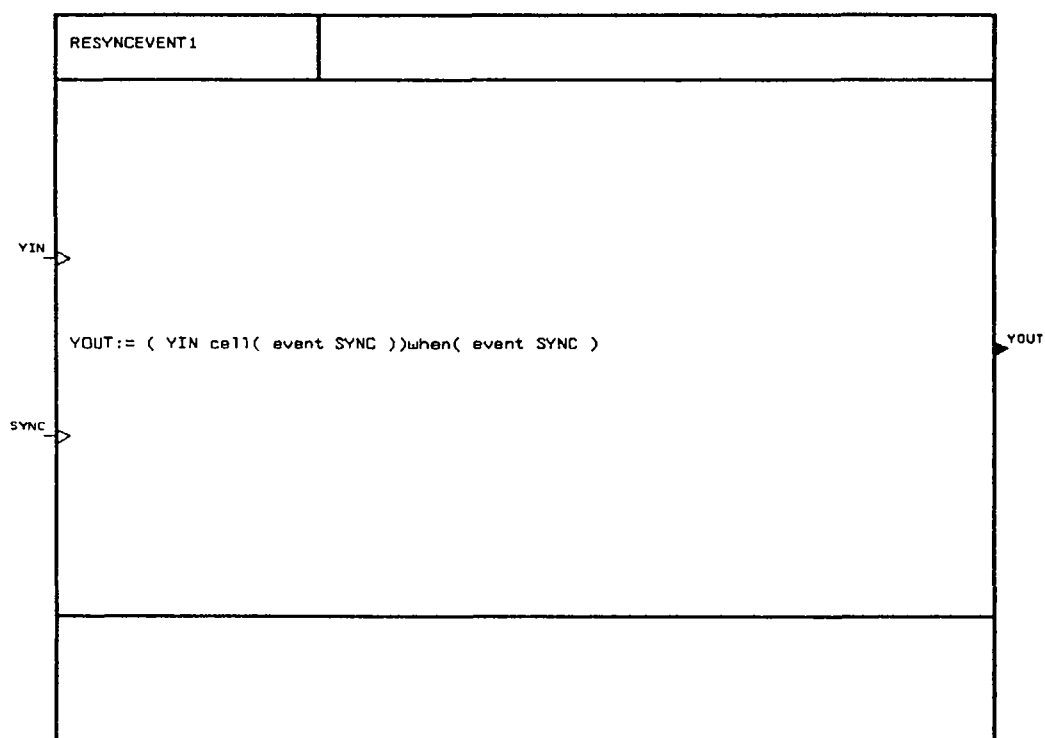 RESYNCEVENT1
YIN
YOUT:= ( YIN cell( event SYNC ))when( event SYNC )
YOUT
SYNC